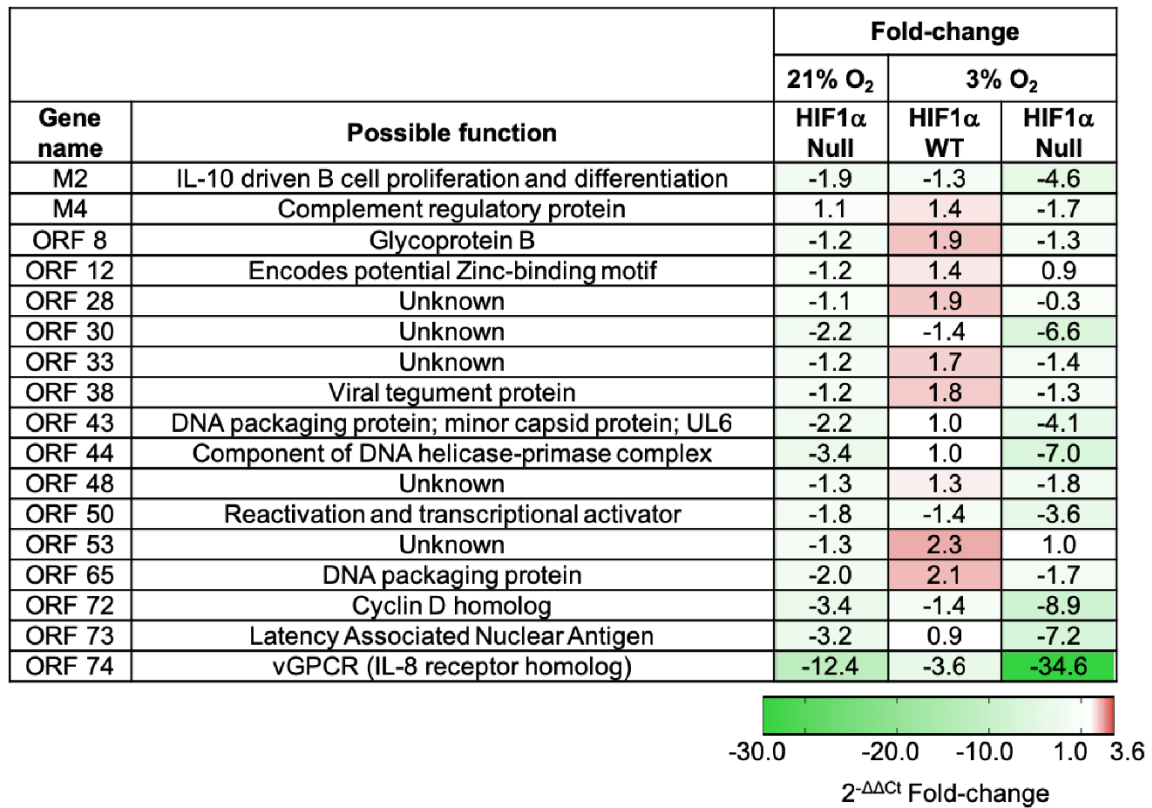 Fold-change
21% O₂ 3% O₂
Gene name Possible function HIF1α Null HIF1α WT HIF1α Null
M2 IL-10 driven B cell proliferation and differentiation -1.9 -1.3 -4.6
M4 Complement regulatory protein 1.1 1.4 -1.7
ORF 8 Glycoprotein B -1.2 1.9 -1.3
ORF 12 Encodes potential Zinc-binding motif -1.2 1.4 0.9
ORF 28 Unknown -1.1 1.9 -0.3
ORF 30 Unknown -2.2 -1.4 -6.6
ORF 33 Unknown -1.2 1.7 -1.4
ORF 38 Viral tegument protein -1.2 1.8 -1.3
ORF 43 DNA packaging protein; minor capsid protein; UL6 -2.2 1.0 -4.1
ORF 44 Component of DNA helicase-primase complex -3.4 1.0 -7.0
ORF 48 Unknown -1.3 1.3 -1.8
ORF 50 Reactivation and transcriptional activator -1.8 -1.4 -3.6
ORF 53 Unknown -1.3 2.3 1.0
ORF 65 DNA packaging protein -2.0 2.1 -1.7
ORF 72 Cyclin D homolog -3.4 -1.4 -8.9
ORF 73 Latency Associated Nuclear Antigen -3.2 0.9 -7.2
ORF 74 vGPCR (IL-8 receptor homolog) -12.4 -3.6 -34.6
-30.0 -20.0 -10.0 1.0 3.6
2^-ΔΔCt Fold-change